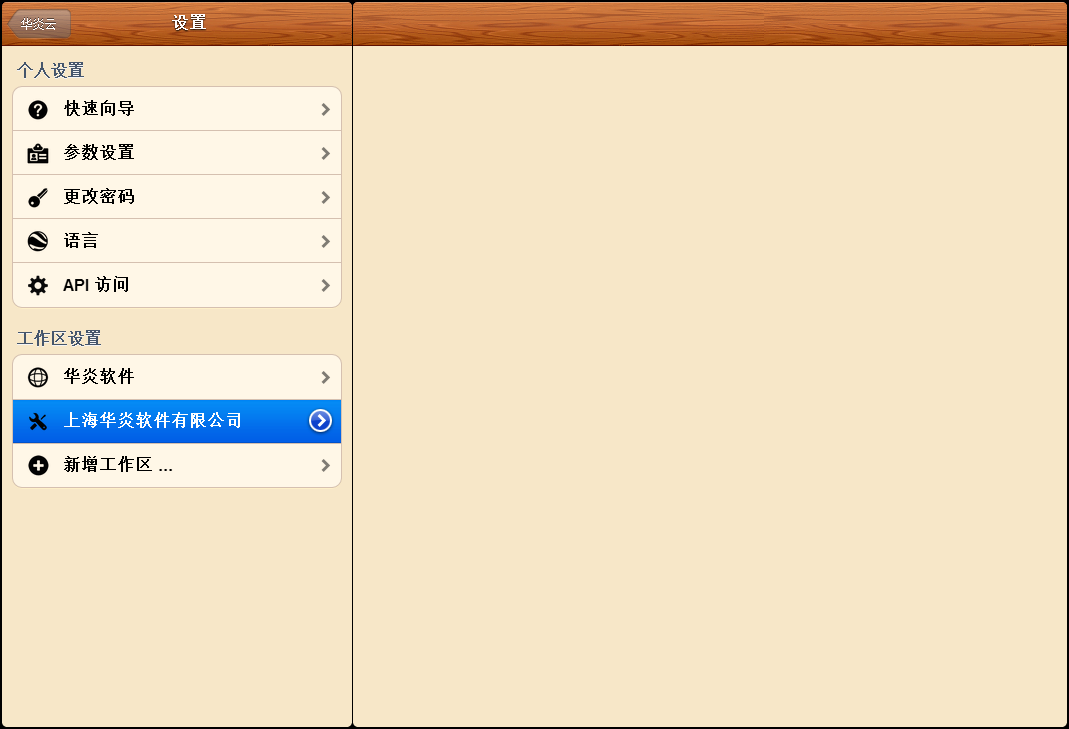 华炎云
设置
个人设置
快速向导
参数设置
更改密码
语言
API 访问
工作区设置
华炎软件
上海华炎软件有限公司
新增工作区 ...